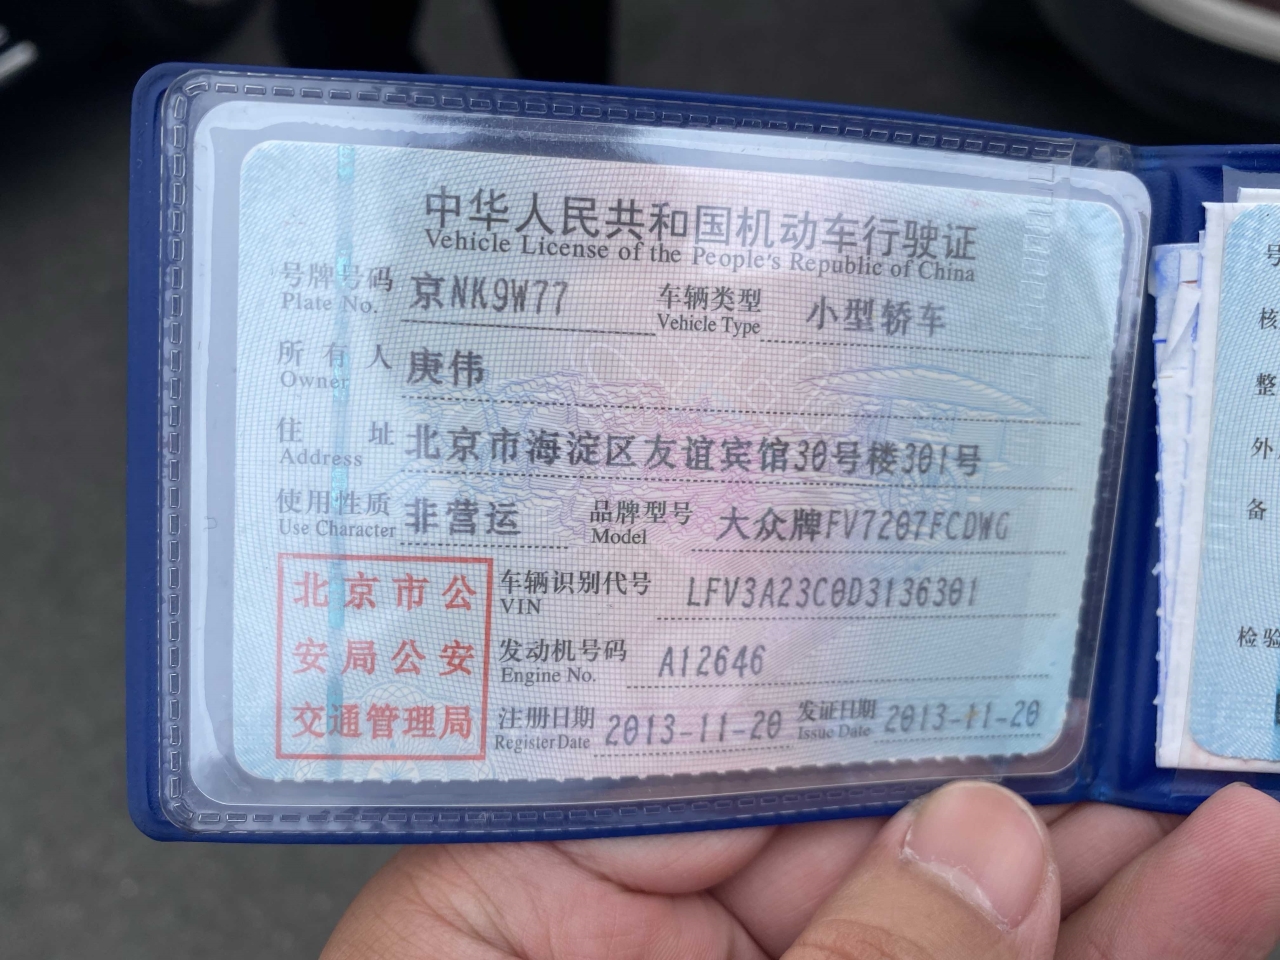 中华人民共和国机动车行驶证
Vehicle License of the People's Republic of China
号牌号码 京NK9W77 车辆类型 小型轿车
Plate No. Vehicle Type
所有人 庚伟
Owner
住址 北京市海淀区友谊宾馆30号楼301号
Address
使用性质 非营运 品牌型号 大众牌FV7207FCDWG
Use Character Model
北京市公
安局公安
交通管理局
车辆识别代号 LFV3A23C0D3136301
VIN
发动机号码 A12646
Engine No.
注册日期 2013-11-20 发证日期 2013-11-20
Register Date Issue Date
号
核
整
外
备
检验